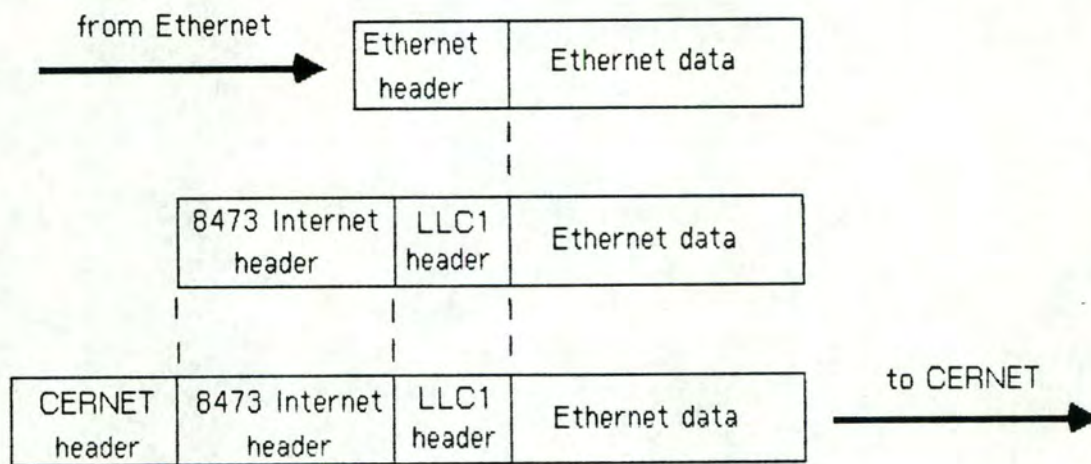 from Ethernet
Ethernet
header
Ethernet data
8473 Internet
header
LLC1
header
Ethernet data
CERNET
header
8473 Internet
header
LLC1
header
Ethernet data
to CERNET